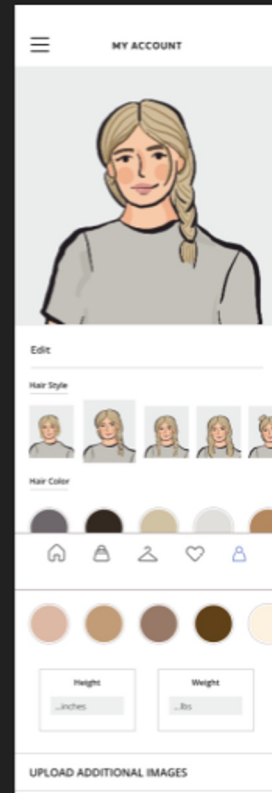 MY ACCOUNT
Edit
Hair Style
Hair Color
Height Weight
...inches ...lbs
UPLOAD ADDITIONAL IMAGES